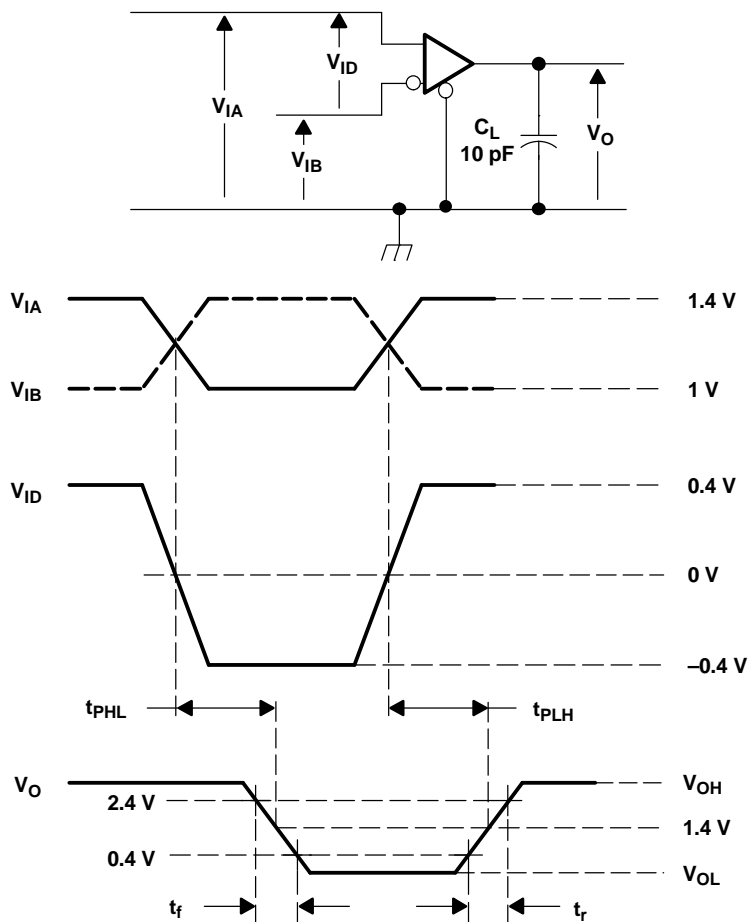 V_ID
V_IA
V_IB
C_L
10 pF
V_O
V_IA
1.4 V
V_IB
1 V
V_ID
0.4 V
0 V
–0.4 V
t_PHL
t_PLH
V_O
V_OH
2.4 V
1.4 V
0.4 V
V_OL
t_f
t_r